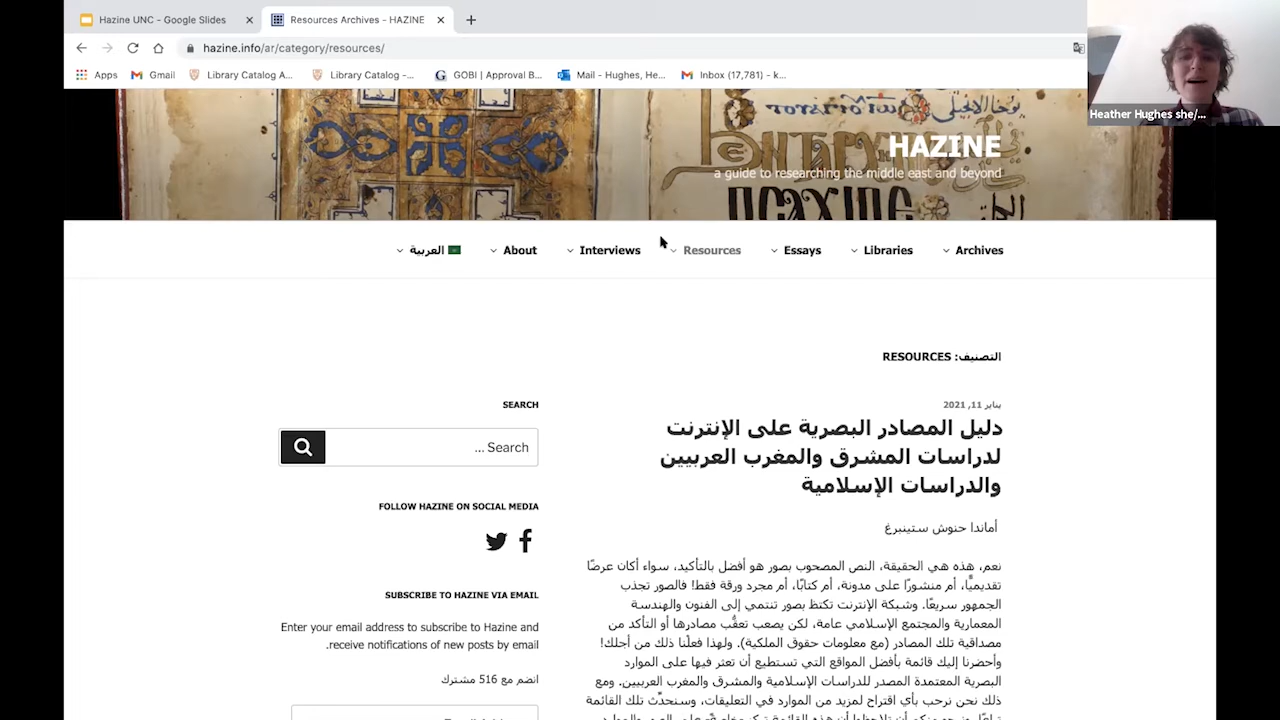 Hazine UNC - Google Slides
Resources Archives - HAZINE
hazine.info/ar/category/resources/
Apps
Gmail
Library Catalog A...
Library Catalog -...
GOBI | Approval B...
Mail - Hughes, He...
Inbox (17,781) - k...
Heather Hughes she/...
HAZINE
a guide to researching the middle east and beyond
Archives
Libraries
Essays
Resources
Interviews
About
العربية
التصنيف: RESOURCES
يناير 11, 2021
دليل المصادر البصرية على الإنترنت
لدراسات المشرق والمغرب العربيين
والدراسات الإسلامية
أماندا حنوش ستينبرغ
نعم، هذه هي الحقيقة، النص المصحوب بصور هو أفضل بالتأكيد، سواء أكان عرضًا
تقديميًّا، أم منشورًا على مدونة، أم كتابًا، أم مجرد ورقة فقط! فالصور تجذب
الجمهور سريعًا. وشبكة الإنترنت تكتظ بصور تنتمي إلى الفنون والهندسة
المعمارية والمجتمع الإسلامي عامة، لكن يصعب تعقُّب مصادرها أو التأكد من
مصداقية تلك المصادر (مع معلومات حقوق الملكية). ولهذا فعلْنا ذلك من أجلك!
وأحضرنا إليك قائمة بأفضل المواقع التي تستطيع أن تعثر فيها على الموارد
البصرية المعتمدة المصدر للدراسات الإسلامية والمشرق والمغرب العربيين. ومع
ذلك نحن نرحب بأي اقتراح لمزيد من الموارد في التعليقات، وسنحدِّث تلك القائمة
SEARCH
Search ...
FOLLOW HAZINE ON SOCIAL MEDIA
SUBSCRIBE TO HAZINE VIA EMAIL
Enter your email address to subscribe to Hazine and
.receive notifications of new posts by email
انضم مع 516 مشترك